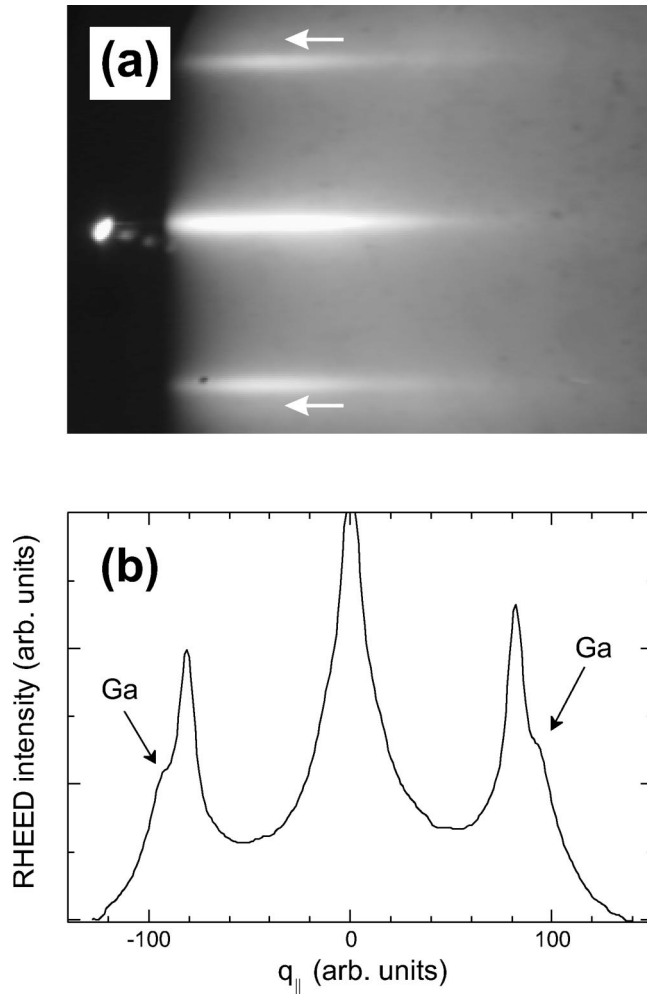 (a)
(b)
Ga
Ga
RHEED intensity (arb. units)
-100
0
100
q|| (arb. units)